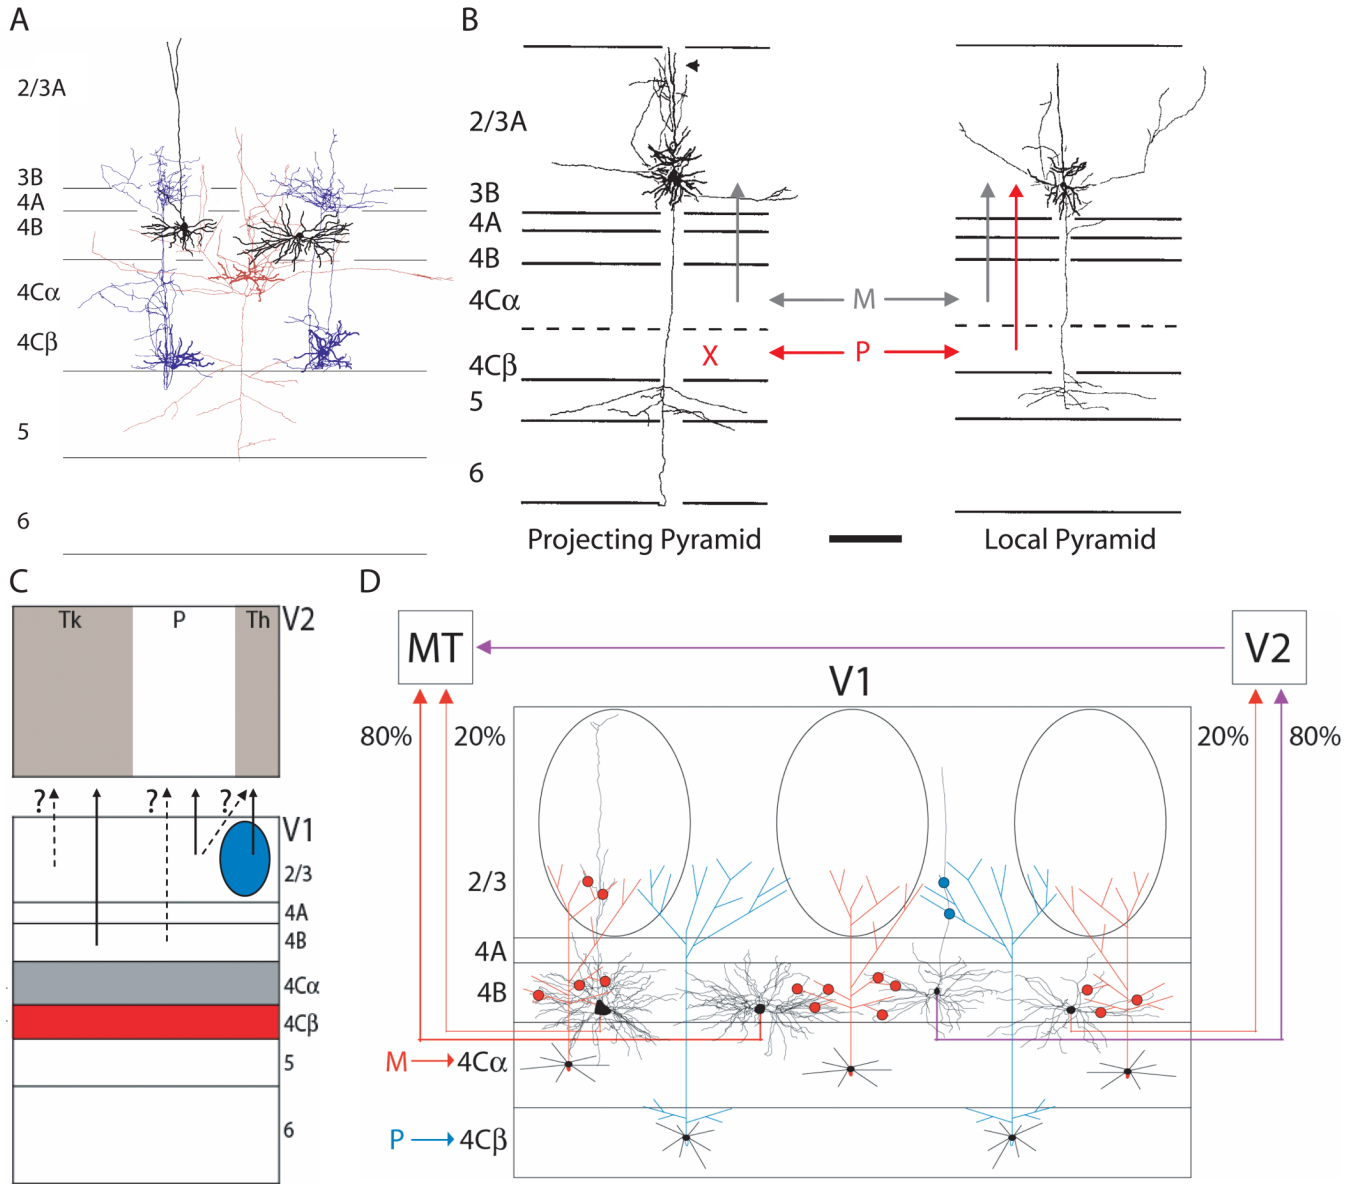 A
2/3A
3B
4A
4B
4Cα
4Cβ
5
6
B
2/3A
3B
4A
4B
4Cα
4Cβ
5
6
M
X
P
Projecting Pyramid
Local Pyramid
C
Tk
P
Th
V2
?
?
?
V1
2/3
4A
4B
4Cα
4Cβ
5
6
D
MT
V2
V1
80%
20%
20%
80%
2/3
4A
4B
M
4Cα
P
4Cβ